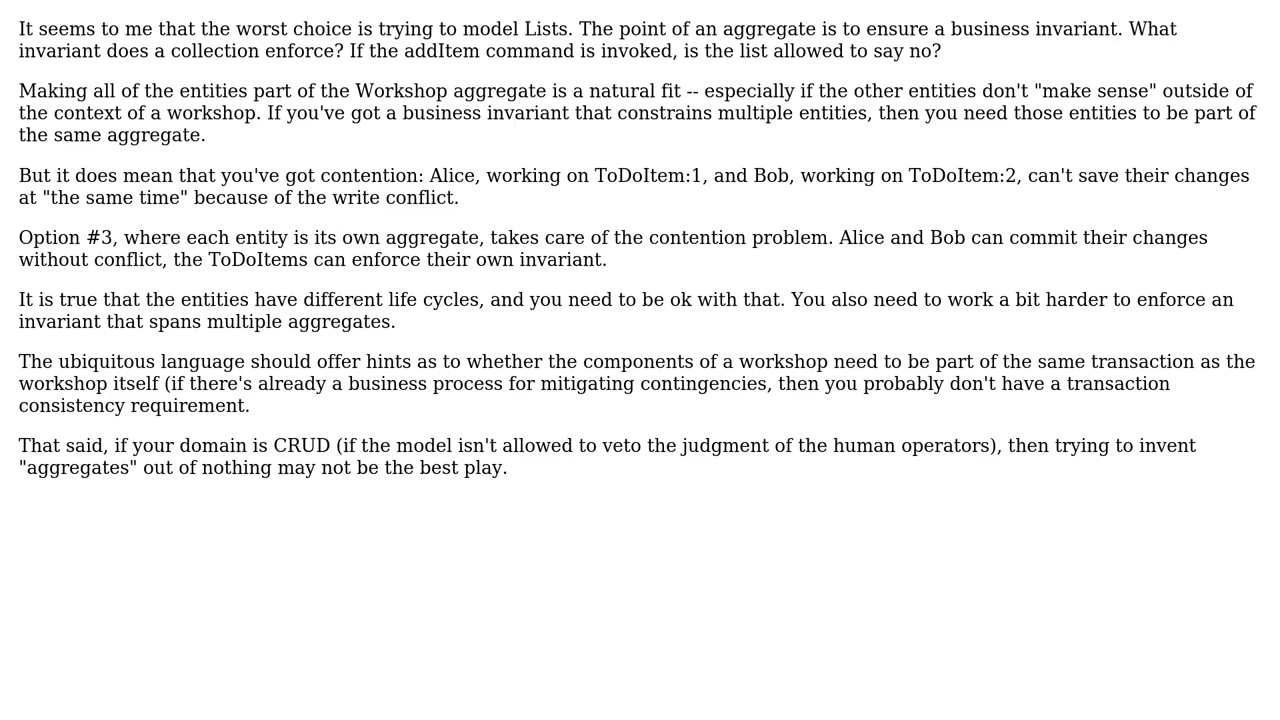 It seems to me that the worst choice is trying to model Lists. The point of an aggregate is to ensure a business invariant. What
invariant does a collection enforce? If the addItem command is invoked, is the list allowed to say no?
Making all of the entities part of the Workshop aggregate is a natural fit -- especially if the other entities don't "make sense" outside of
the context of a workshop. If you've got a business invariant that constrains multiple entities, then you need those entities to be part of
the same aggregate.
But it does mean that you've got contention: Alice, working on ToDoItem:1, and Bob, working on ToDoItem:2, can't save their changes
at "the same time" because of the write conflict.
Option #3, where each entity is its own aggregate, takes care of the contention problem. Alice and Bob can commit their changes
without conflict, the ToDoItems can enforce their own invariant.
It is true that the entities have different life cycles, and you need to be ok with that. You also need to work a bit harder to enforce an
invariant that spans multiple aggregates.
The ubiquitous language should offer hints as to whether the components of a workshop need to be part of the same transaction as the
workshop itself (if there's already a business process for mitigating contingencies, then you probably don't have a transaction
consistency requirement.
That said, if your domain is CRUD (if the model isn't allowed to veto the judgment of the human operators), then trying to invent
"aggregates" out of nothing may not be the best play.